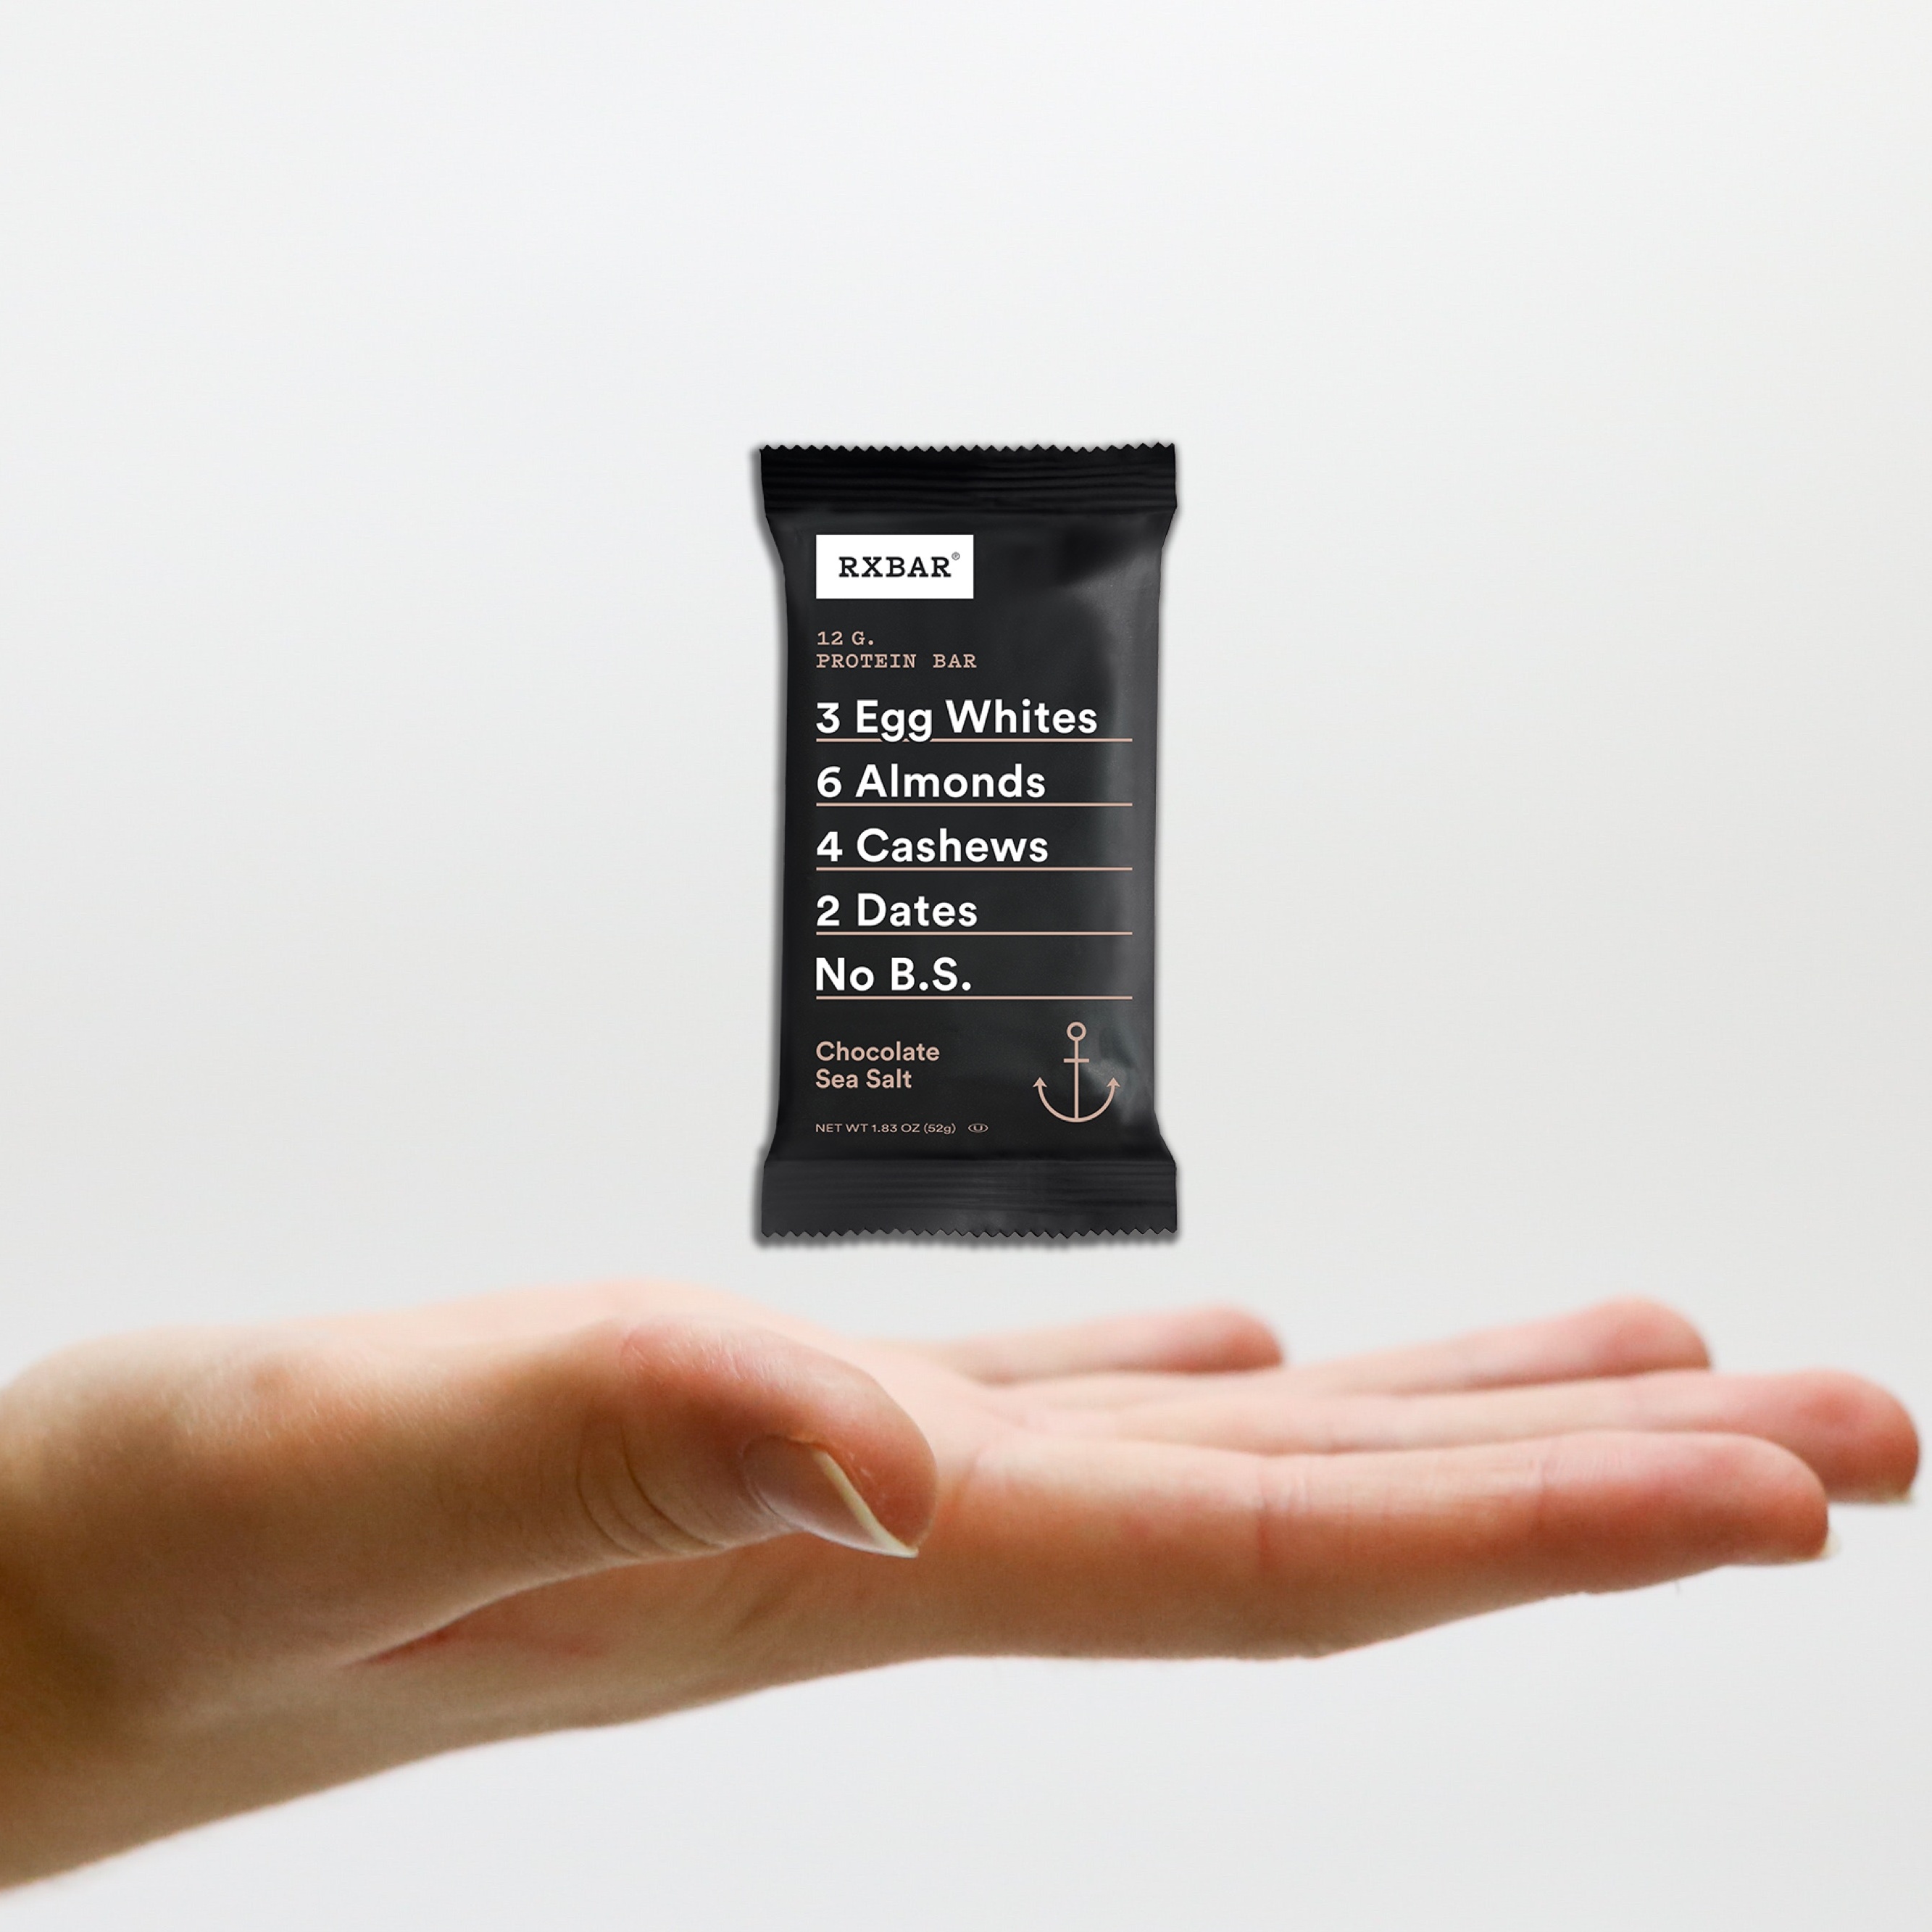 RXBAR®
12 G.
PROTEIN BAR
3 Egg Whites
6 Almonds
4 Cashews
2 Dates
No B.S.
Chocolate
Sea Salt
NET WT 1.83 OZ (52g) U